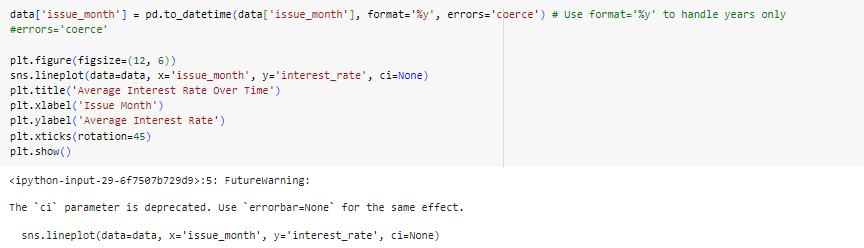 data['issue_month'] = pd.to_datetime(data['issue_month'], format='%y', errors='coerce') # Use format='%y' to handle years only
#errors='coerce'
plt.figure(figsize=(12, 6))
sns.lineplot(data=data, x='issue_month', y='interest_rate', ci=None)
plt.title('Average Interest Rate Over Time')
plt.xlabel('Issue Month')
plt.ylabel('Average Interest Rate')
plt.xticks(rotation=45)
plt.show()
<ipython-input-29-6f7507b729d9>:5: FutureWarning:
The `ci` parameter is deprecated. Use `errorbar=None` for the same effect.
sns.lineplot(data=data, x='issue_month', y='interest_rate', ci=None)